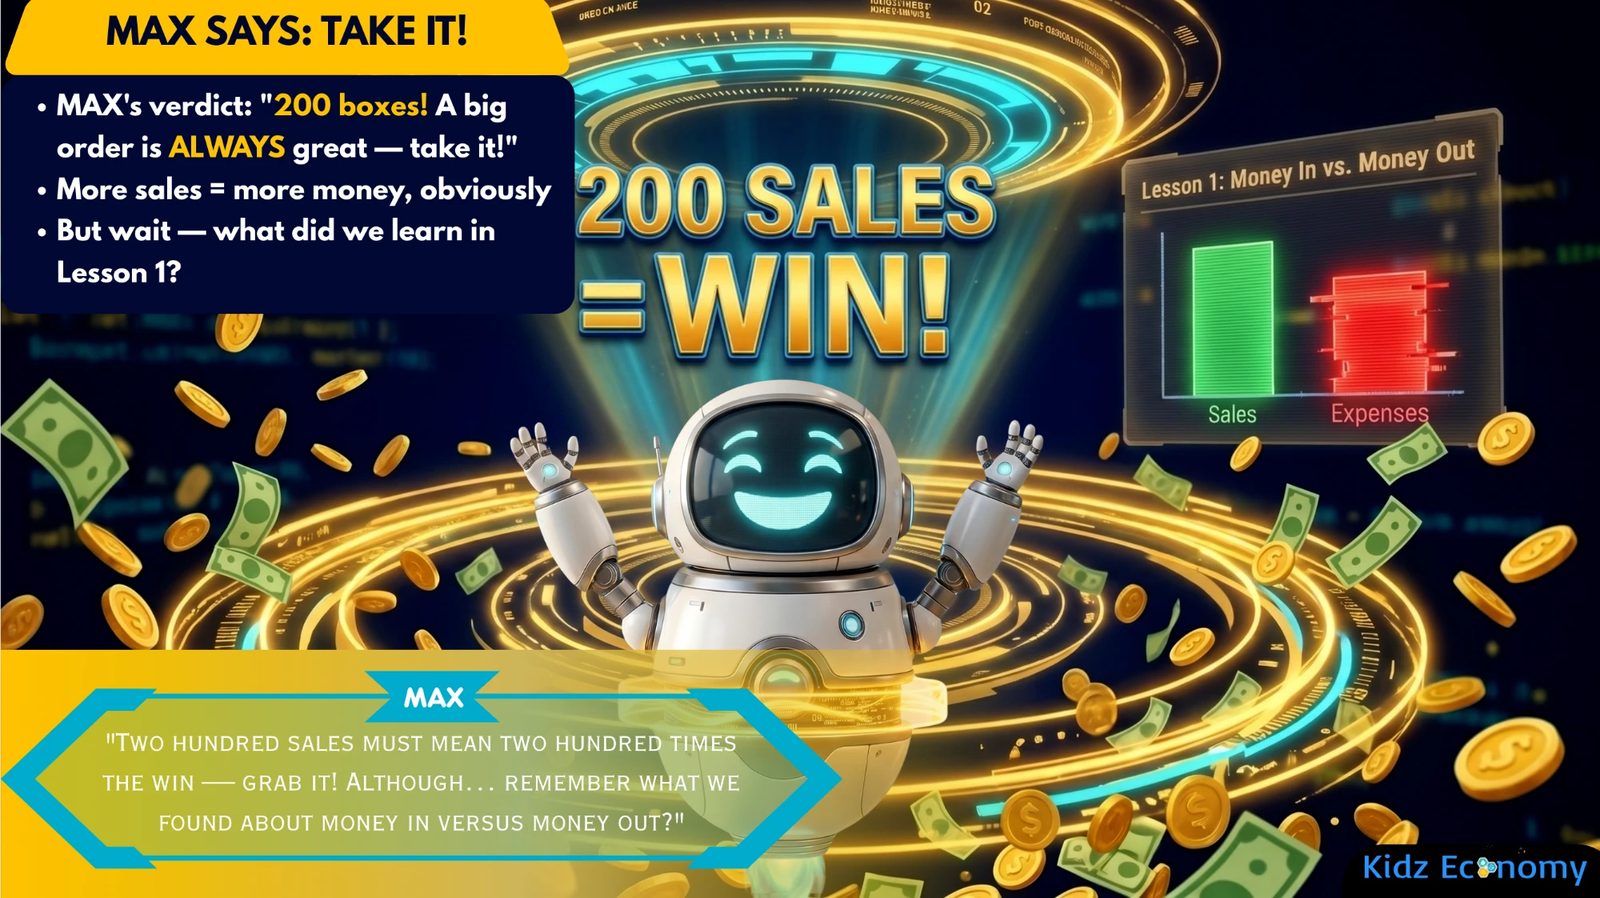 MAX SAYS: TAKE IT!
• MAX's verdict: "200 boxes! A big
order is ALWAYS great — take it!"
• More sales = more money, obviously
• But wait — what did we learn in
Lesson 1?
200 SALES
= WIN!
02
Lesson 1: Money In vs. Money Out
Sales
Expenses
MAX
"Two hundred sales must mean two hundred times
the win — grab it! Although... remember what we
found about money in versus money out?"
Kidz Economy